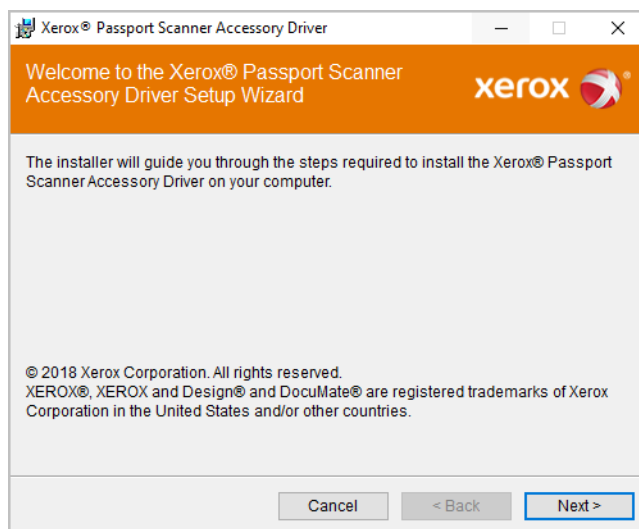 Xerox® Passport Scanner Accessory Driver
Welcome to the Xerox® Passport Scanner
Accessory Driver Setup Wizard
xerox ®
The installer will guide you through the steps required to install the Xerox® Passport
Scanner Accessory Driver on your computer.
© 2018 Xerox Corporation. All rights reserved.
XEROX®, XEROX and Design® and DocuMate® are registered trademarks of Xerox
Corporation in the United States and/or other countries.
Cancel < Back Next >